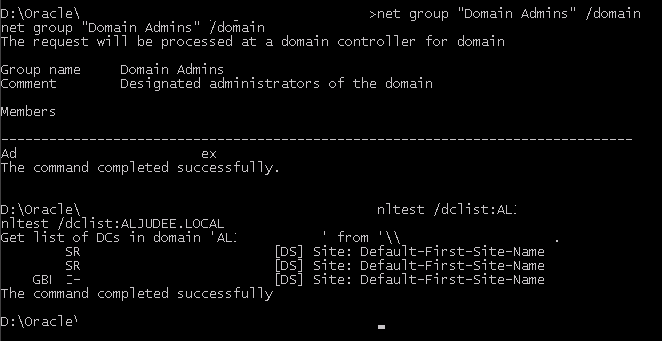 D:\Oracle\ >net group "Domain Admins" /domain
net group "Domain Admins" /domain
The request will be processed at a domain controller for domain
Group name Domain Admins
Comment Designated administrators of the domain
Members
-------------------------------------------------------------------------------
Ad ex
The command completed successfully.
D:\Oracle\ nltest /dclist:AL
nltest /dclist:ALJUDEE.LOCAL
Get list of DCs in domain 'AL ' from '\\ .
SR [DS] Site: Default-First-Site-Name
SR [DS] Site: Default-First-Site-Name
GBI [DS] Site: Default-First-Site-Name
The command completed successfully
D:\Oracle\